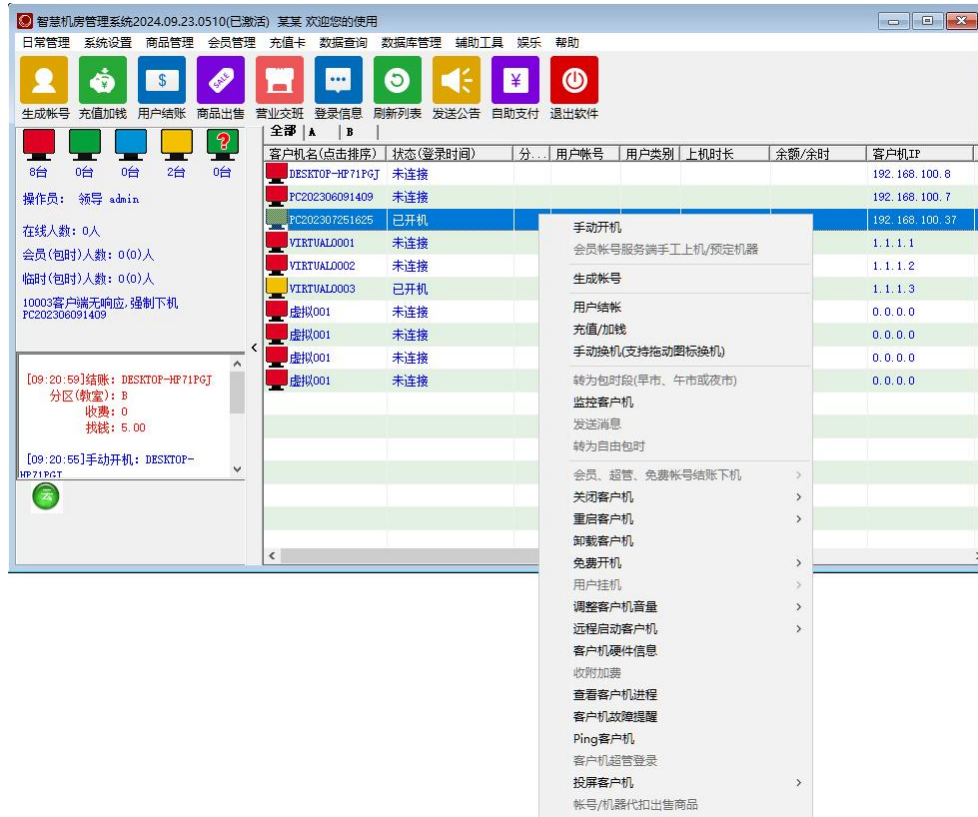 智慧机房管理系统2024.09.23.0510(已激活) 某某 欢迎您的使用
日常管理 系统设置 商品管理 会员管理 充值卡 数据查询 数据库管理 辅助工具 娱乐 帮助
$ SALE ¥
生成帐号 充值加钱 用户结账 商品出售 营业交班 登录信息 刷新列表 发送公告 自助支付 退出软件
?
8台 0台 0台 2台 0台
操作员: 领导 admin
在线人数: 0人
会员(包时)人数: 0(0)人
临时(包时)人数: 0(0)人
10003客户端无响应,强制下机
PC202306091409
[09:20:59]结账: DESKTOP-HP71PGJ
分区(教室): B
收费: 0
找钱: 5.00
[09:20:55]手动开机: DESKTOP-
HP71PGJ
云
全部 A B
客户机名(点击排序) 状态(登录时间) 分... 用户帐号 用户类别 上机时长 余额/余时 客户机IP
DESKTOP-HP71PGJ 未连接 192.168.100.8
PC202306091409 未连接 192.168.100.7
PC202307251625 已开机 192.168.100.37
VIRTUAL0001 未连接 1.1.1.1
VIRTUAL0002 未连接 1.1.1.2
VIRTUAL0003 已开机 1.1.1.3
虚拟001 未连接 0.0.0.0
虚拟001 未连接 0.0.0.0
虚拟001 未连接 0.0.0.0
虚拟001 未连接 0.0.0.0
手动开机
会员帐号服务端手工上机/预定机器
生成帐号
用户结帐
充值/加钱
手动换机(支持拖动图标换机)
转为包时段(早市、午市或夜市)
监控客户机
发送消息
转为自由包时
会员、超管、免费帐号结账下机
关闭客户机
重启客户机
卸载客户机
免费开机
用户挂机
调整客户机音量
远程启动客户机
客户机硬件信息
收附加费
查看客户机进程
客户机故障提醒
Ping客户机
客户机超管登录
投屏客户机
帐号/机器代扣出售商品